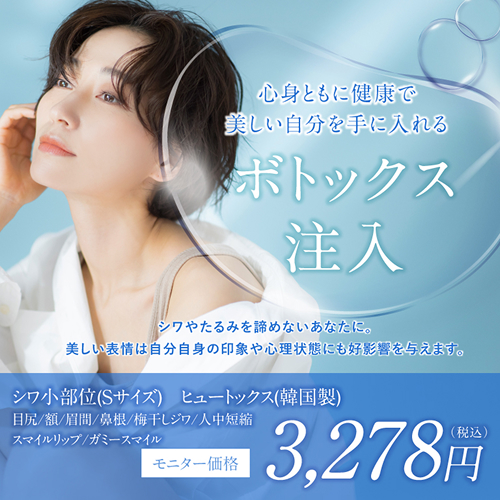 心身ともに健康で
美しい自分を手に入れる
ボトックス
注入
シワやたるみを諦めないあなたに。
美しい表情は自分自身の印象や心理状態にも好影響を与えます。
シワ小部位(Sサイズ) ヒュートックス(韓国製)
目尻/額/眉間/鼻根/梅干しジワ/人中短縮
スマイルリップ/ガミースマイル
モニター価格 3,278円(税込)